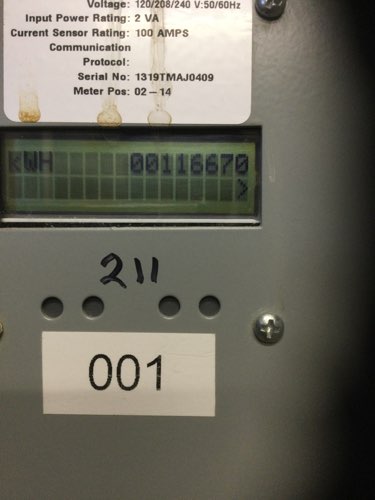 Voltage: 120/208/240 V:50/60Hz
Input Power Rating: 2 VA
Current Sensor Rating: 100 AMPS
Communication
Protocol:
Serial No: 1319TMAJ0409
Meter Pos: 02-14
kWH 00116670
>
211
001